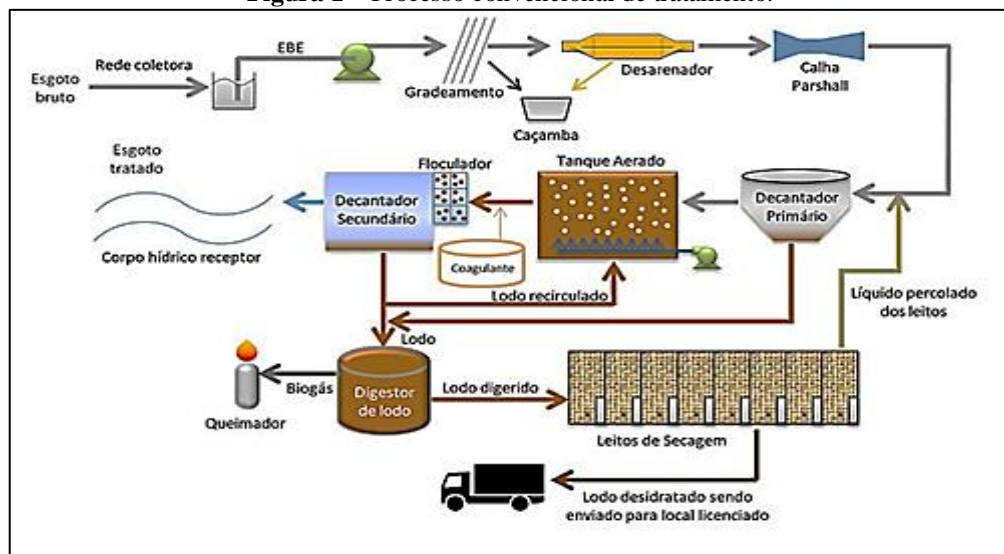 Figura 1 – Processo convencional de tratamento.
Esgoto
bruto
Rede coletora
EBE
Gradeamento
Caçamba
Desarenador
Calha
Parshall
Esgoto
tratado
Corpo hídrico receptor
Decantador
Secundário
Floculador
Coagulante
Tanque Aerado
Decantador
Primário
Lodo recirculado
Líquido percolado
dos leitos
Lodo
Biogás
Queimador
Digestor
de lodo
Lodo digerido
Leitos de Secagem
Lodo desidratado sendo
enviado para local licenciado